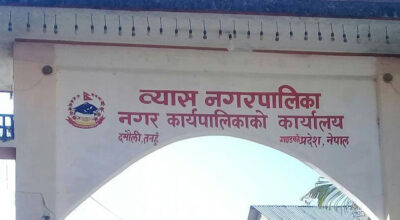 व्यास नगरपालिका
नगर कार्यपालिकाको कार्यालय
दमौली, तनहुँ गण्डकी प्रदेश, नेपाल